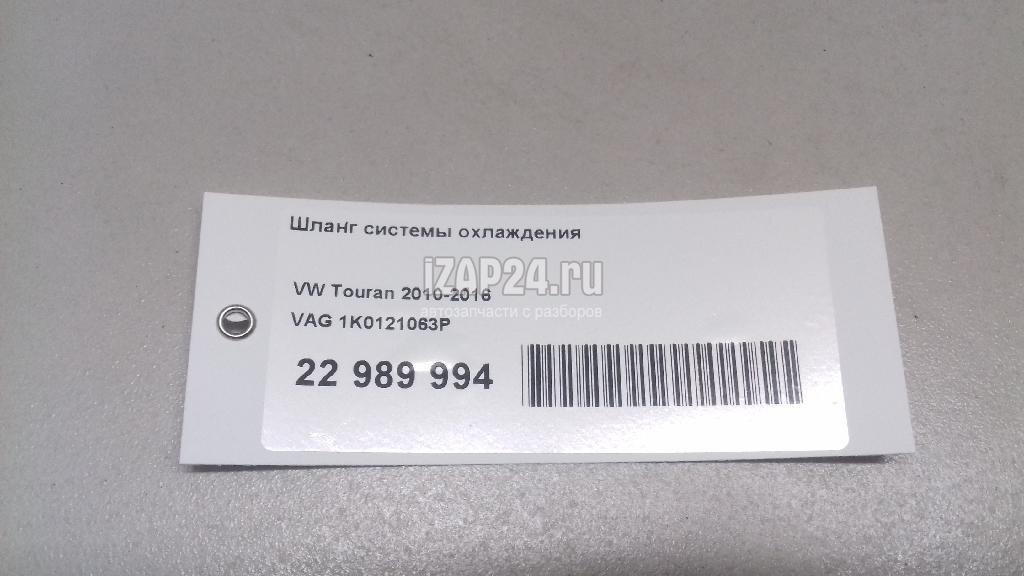 Шланг системы охлаждения
iZAP24.ru
VW Touran 2010-2016
автозапчасти с разборов
VAG 1K0121063P
22 989 994